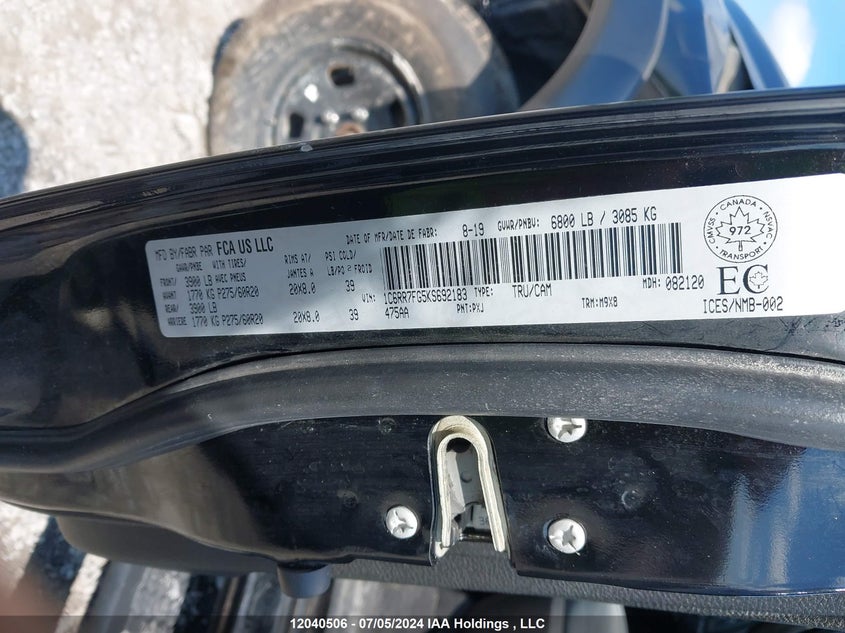 MFD BY/FABR PAR FCA US LLC
DATE OF MFR/DATE DE FABR: 8-19 GVWR/PNBV: 6800 LB / 3085 KG
GAWR/PNBE WITH TIRES/ RIMS AT/ PSI COLD/
FRONT/ 3900 LB AVEC PNEUS JANTES A LB/PO² FROID
AVANT 1770 KG P275/60R20 20X8.0 39
REAR/ 3900 LB
ARRIERE 1770 KG P275/60R20 20X8.0 39
VIN: 1C6RR7FG5KS692183 TYPE: TRU/CAM MDH: 082120
475AA PNT:PXJ TRM:M9X8
CMVSS CANADA NSVAC
972
EC
ICES/NMB-002
12040506 - 07/05/2024 IAA Holdings , LLC